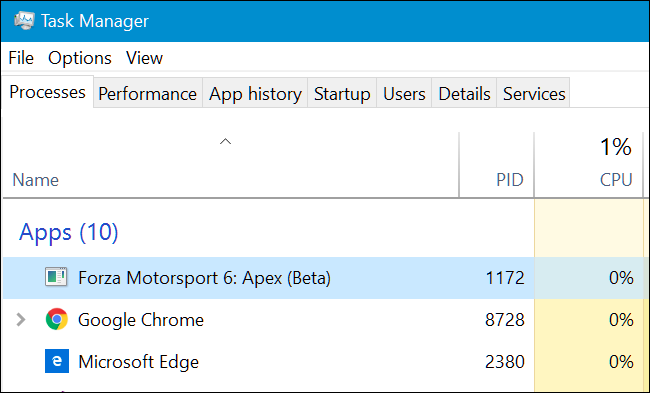 Task Manager
File Options View
Processes Performance App history Startup Users Details Services
1%
Name PID CPU
Apps (10)
Forza Motorsport 6: Apex (Beta) 1172 0%
Google Chrome 8728 0%
Microsoft Edge 2380 0%